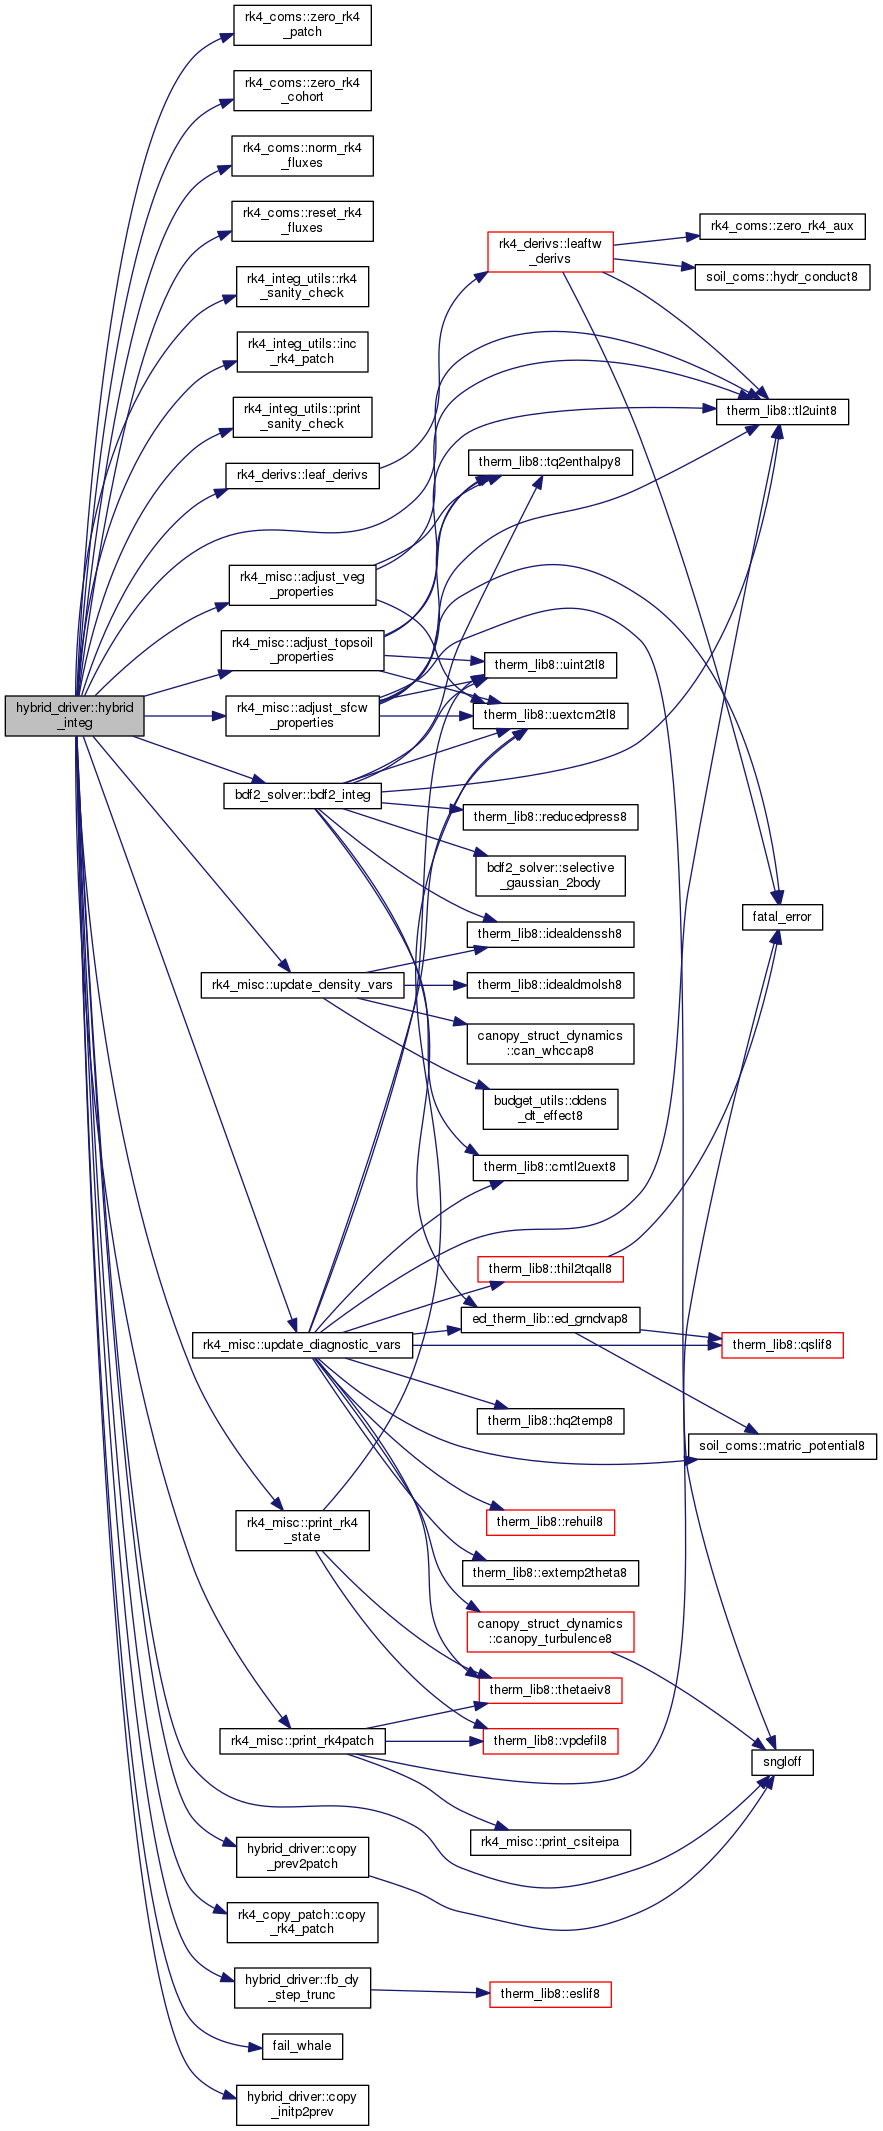 rk4_coms::zero_rk4
_patch
rk4_coms::zero_rk4
_cohort
rk4_coms::norm_rk4
_fluxes
rk4_coms::reset_rk4
_fluxes
rk4_integ_utils::rk4
_sanity_check
rk4_integ_utils::inc
_rk4_patch
rk4_integ_utils::print
_sanity_check
rk4_derivs::leaf_derivs
rk4_misc::adjust_veg
_properties
rk4_misc::adjust_topsoil
_properties
rk4_misc::adjust_sfcw
_properties
hybrid_driver::hybrid
_integ
bdf2_solver::bdf2_integ
rk4_misc::update_density_vars
rk4_misc::update_diagnostic_vars
rk4_misc::print_rk4
_state
rk4_misc::print_rk4patch
hybrid_driver::copy
_prev2patch
rk4_copy_patch::copy
_rk4_patch
hybrid_driver::fb_dy
_step_trunc
fail_whale
hybrid_driver::copy
_initp2prev
rk4_derivs::leaftw
_derivs
therm_lib8::tq2enthalpy8
therm_lib8::uint2tl8
therm_lib8::uextcm2tl8
therm_lib8::reducedpress8
bdf2_solver::selective
_gaussian_2body
therm_lib8::idealdenssh8
therm_lib8::idealdmolsh8
canopy_struct_dynamics
::can_whccap8
budget_utils::ddens
_dt_effect8
therm_lib8::cmtl2uext8
therm_lib8::thil2tqall8
ed_therm_lib::ed_grndvap8
therm_lib8::hq2temp8
therm_lib8::rehuil8
therm_lib8::extemp2theta8
canopy_struct_dynamics
::canopy_turbulence8
therm_lib8::thetaeiv8
therm_lib8::vpdefil8
rk4_misc::print_csiteipa
therm_lib8::eslif8
rk4_coms::zero_rk4_aux
soil_coms::hydr_conduct8
therm_lib8::tl2uint8
fatal_error
therm_lib8::qslif8
soil_coms::matric_potential8
sngloff